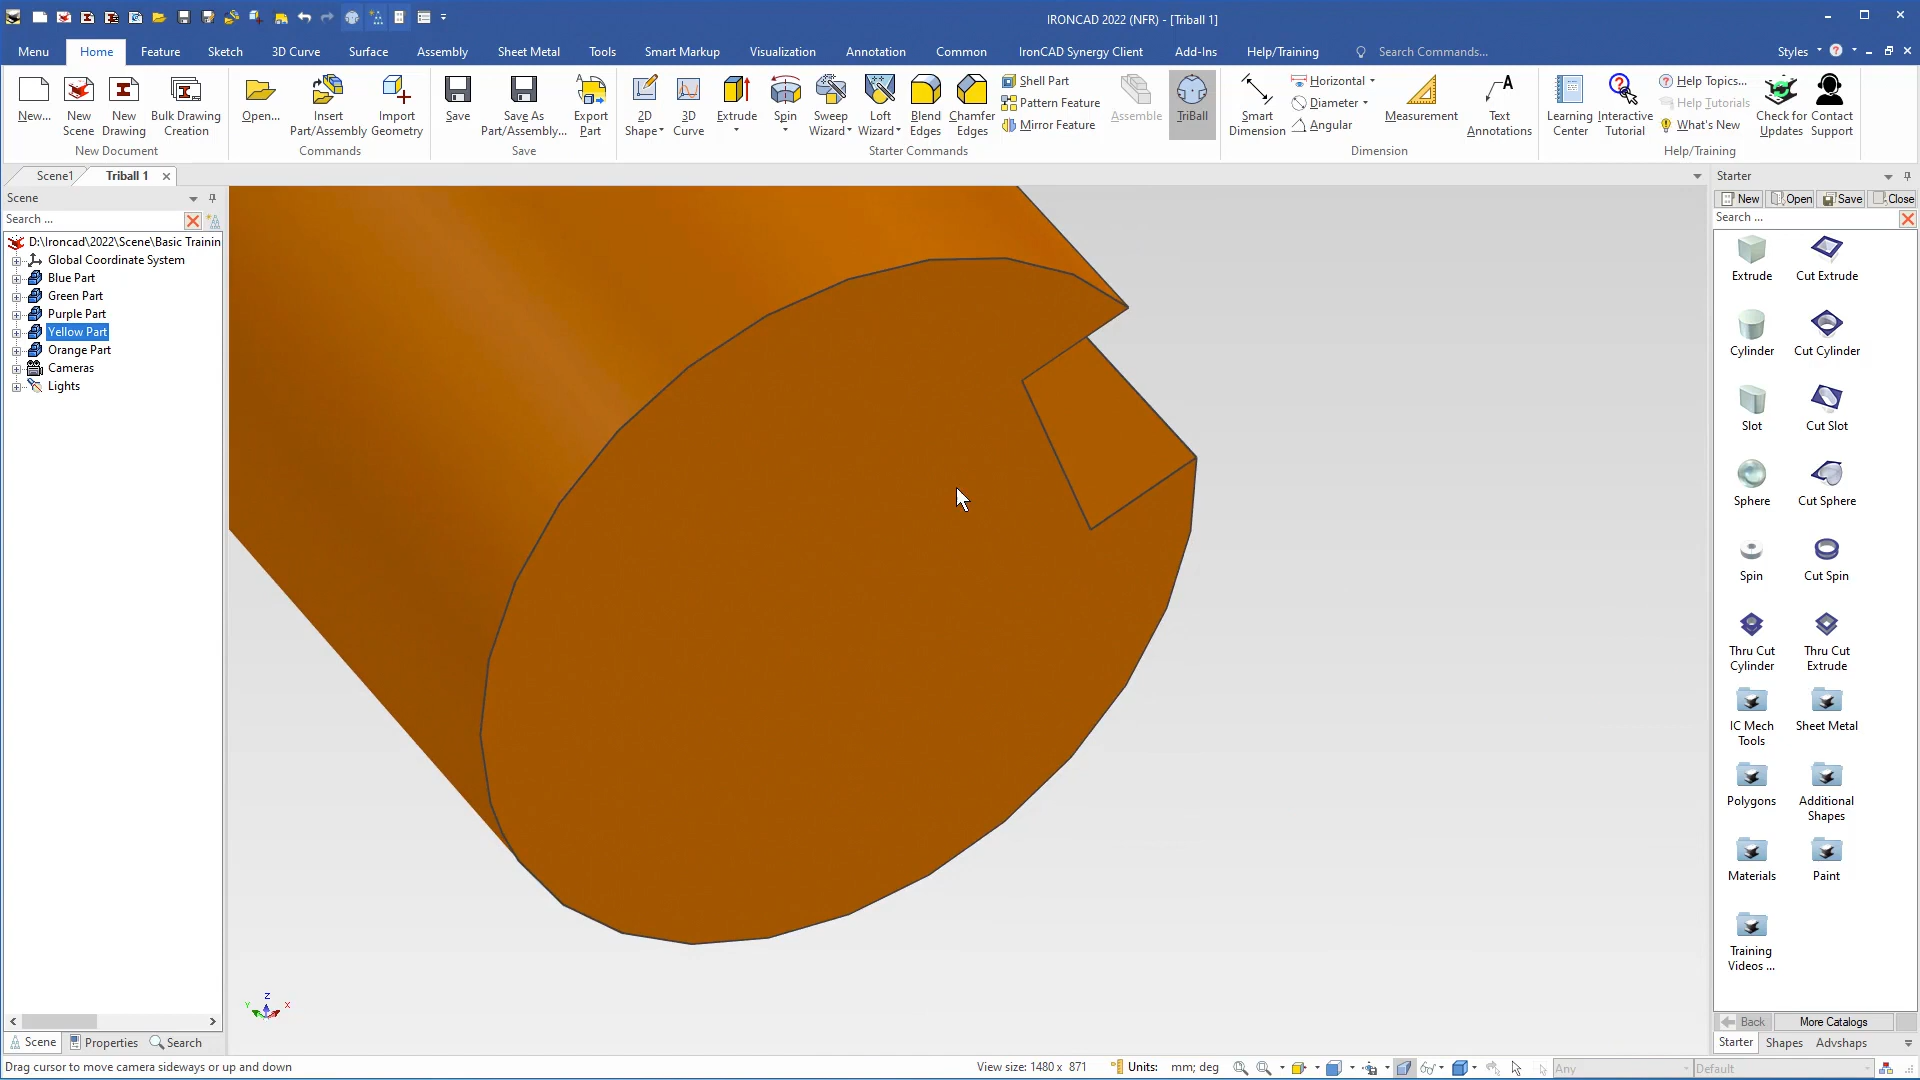 IRONCAD 2022 (NFR) - [Triball 1]
Menu Home Feature Sketch 3D Curve Surface Assembly Sheet Metal Tools Smart Markup Visualization Annotation Common IronCAD Synergy Client Add-Ins Help/Training Search Commands... Styles
New... New Scene New Drawing Bulk Drawing Creation
New Document
Open... Insert Part/Assembly Import Geometry
Commands
Save Save As Part/Assembly... Export Part
Save
2D Shape 3D Curve Extrude Spin Sweep Wizard Loft Wizard Blend Edges Chamfer Edges
Shell Part
Pattern Feature
Mirror Feature
Assemble TriBall
Starter Commands
Smart Dimension
Horizontal
Diameter
Angular
Measurement Text Annotations
Dimension
Learning Center Interactive Tutorial
Help Topics...
Help Tutorials
What's New
Check for Updates Contact Support
Help/Training
Scene1 Triball 1
Scene
Search ...
D:\Ironcad\2022\Scene\Basic Trainin
Global Coordinate System
Blue Part
Green Part
Purple Part
Yellow Part
Orange Part
Cameras
Lights
Scene Properties Search
Z
Y X
Starter
New Open Save Close
Search ...
Extrude Cut Extrude
Cylinder Cut Cylinder
Slot Cut Slot
Sphere Cut Sphere
Spin Cut Spin
Thru Cut Cylinder Thru Cut Extrude
IC Mech Tools Sheet Metal
Polygons Additional Shapes
Materials Paint
Training Videos ...
Back More Catalogs
Starter Shapes Advshaps
Drag cursor to move camera sideways or up and down
View size: 1480 x 871 Units: mm; deg Any Default